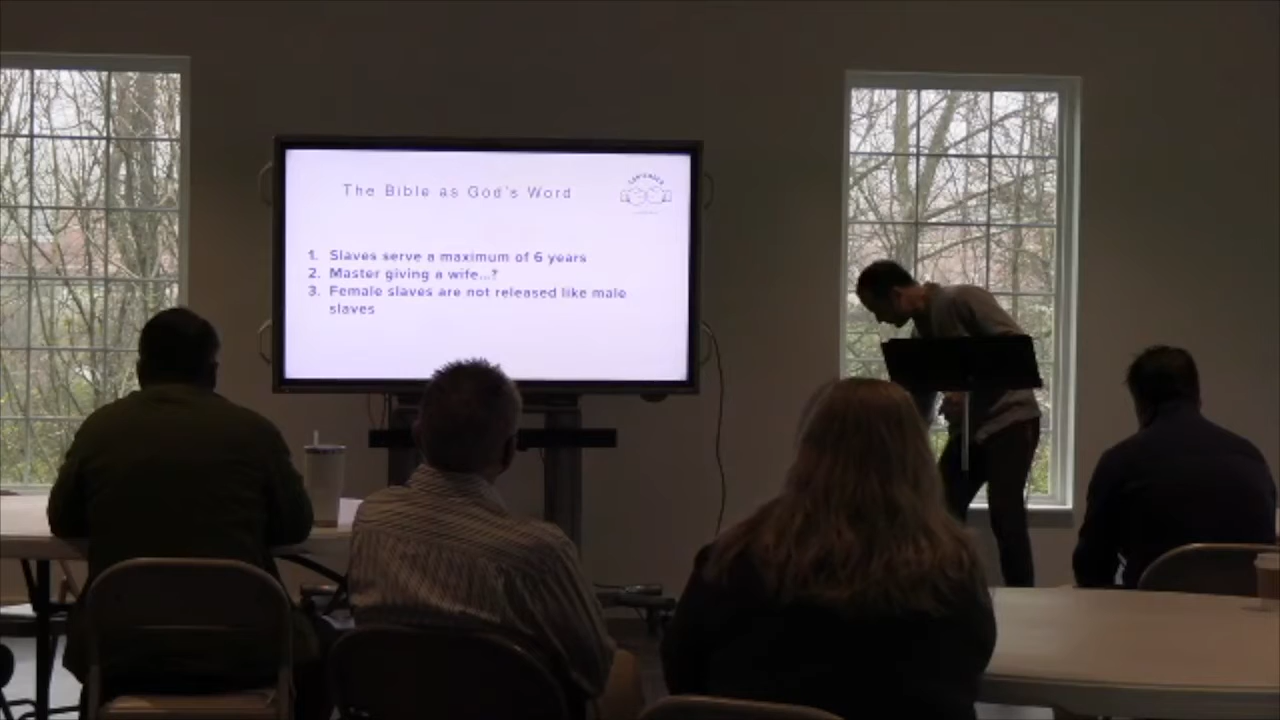 The Bible as God's Word
1. Slaves serve a maximum of 6 years
2. Master giving a wife...?
3. Female slaves are not released like male
slaves